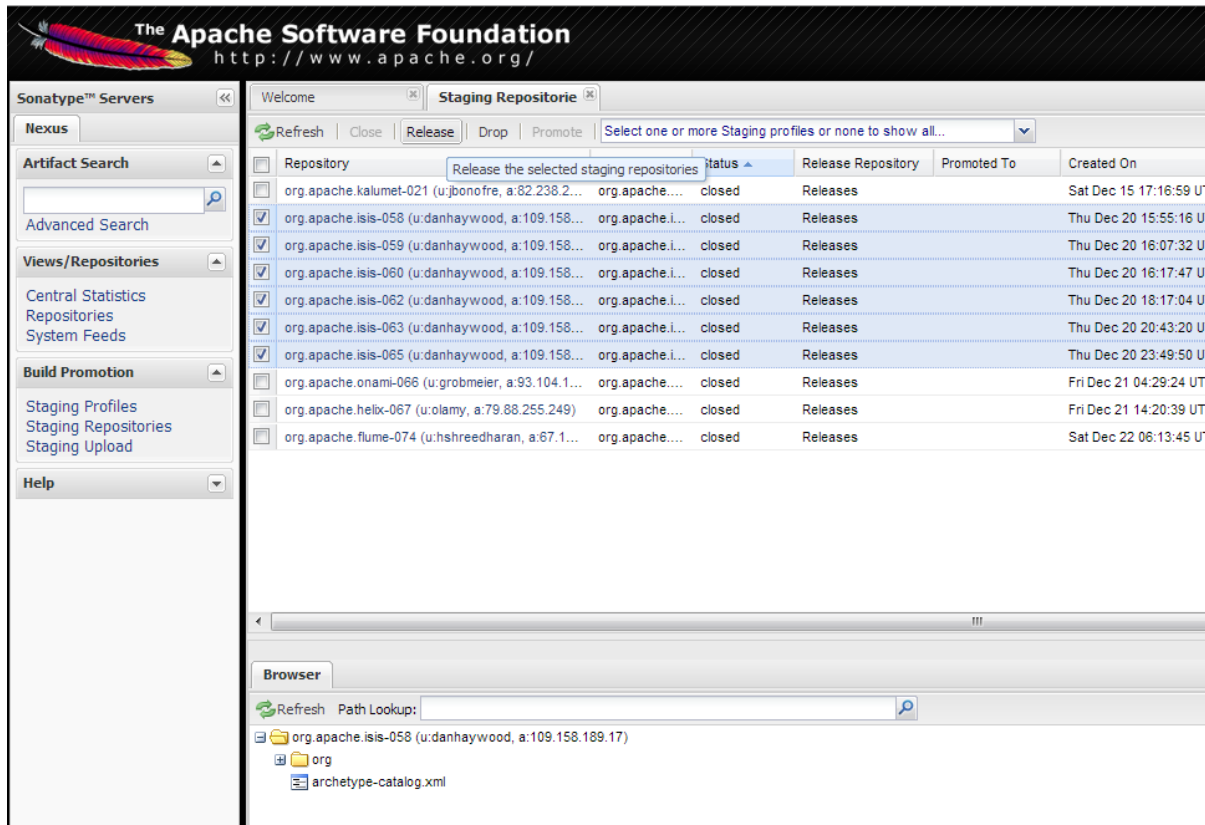 The Apache Software Foundation
http://www.apache.org/
Sonatype™ Servers
Nexus
Artifact Search
Advanced Search
Views/Repositories
Central Statistics
Repositories
System Feeds
Build Promotion
Staging Profiles
Staging Repositories
Staging Upload
Help
Welcome Staging Repositorie
Refresh Close Release Drop Promote Select one or more Staging profiles or none to show all...
Repository Status Release Repository Promoted To Created On
Release the selected staging repositories
org.apache.kalumet-021 (u:jbonofre, a:82.238.2... org.apache.... closed Releases Sat Dec 15 17:16:59 UT
org.apache.isis-058 (u:danhaywood, a:109.158... org.apache.i... closed Releases Thu Dec 20 15:55:16 U
org.apache.isis-059 (u:danhaywood, a:109.158... org.apache.i... closed Releases Thu Dec 20 16:07:32 U
org.apache.isis-060 (u:danhaywood, a:109.158... org.apache.i... closed Releases Thu Dec 20 16:17:47 U
org.apache.isis-062 (u:danhaywood, a:109.158... org.apache.i... closed Releases Thu Dec 20 18:17:04 U
org.apache.isis-063 (u:danhaywood, a:109.158... org.apache.i... closed Releases Thu Dec 20 20:43:20 U
org.apache.isis-065 (u:danhaywood, a:109.158... org.apache.i... closed Releases Thu Dec 20 23:49:50 U
org.apache.onami-066 (u:grobmeier, a:93.104.1... org.apache.... closed Releases Fri Dec 21 04:29:24 UT
org.apache.helix-067 (u:olamy, a:79.88.255.249) org.apache.... closed Releases Fri Dec 21 14:20:39 UT
org.apache.flume-074 (u:hshreedharan, a:67.1... org.apache.... closed Releases Sat Dec 22 06:13:45 UT
Browser
Refresh Path Lookup:
org.apache.isis-058 (u:danhaywood, a:109.158.189.17)
org
archetype-catalog.xml